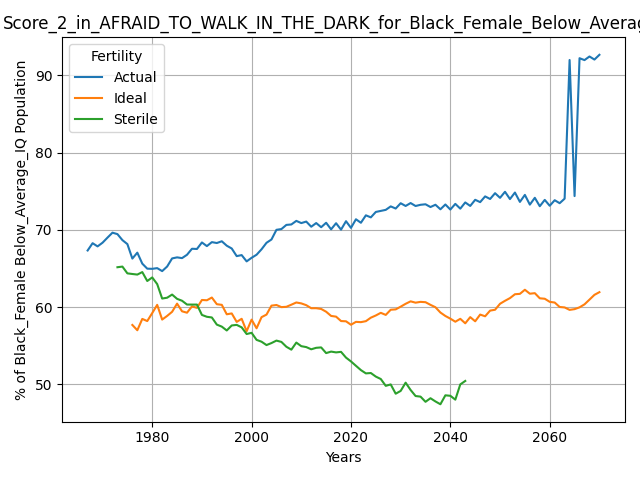 Score_2_in_AFRAID_TO_WALK_IN_THE_DARK_for_Black_Female_Below_Averag
Fertility
Actual
Ideal
Sterile
% of Black_Female Below_Average_IQ Population
90
80
70
60
50
1980 2000 2020 2040 2060
Years